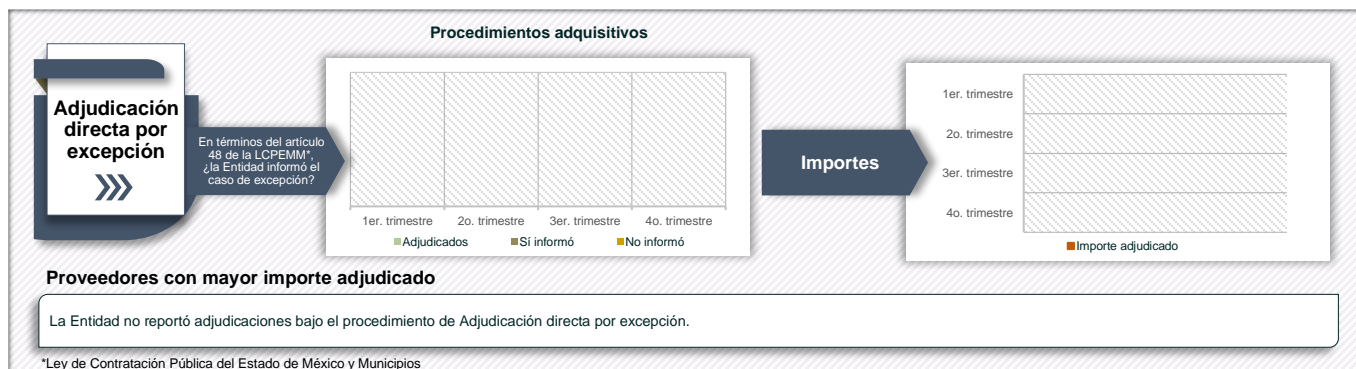 Procedimientos adquisitivos
Adjudicación
directa por
excepción
En términos del artículo
48 de la LCPEMM*,
¿la Entidad informó el
caso de excepción?
1er. trimestre 2o. trimestre 3er. trimestre 4o. trimestre
Adjudicados Sí informó No informó
Importes
1er. trimestre
2o. trimestre
3er. trimestre
4o. trimestre
Importe adjudicado
Proveedores con mayor importe adjudicado
La Entidad no reportó adjudicaciones bajo el procedimiento de Adjudicación directa por excepción.
*Ley de Contratación Pública del Estado de México y Municipios